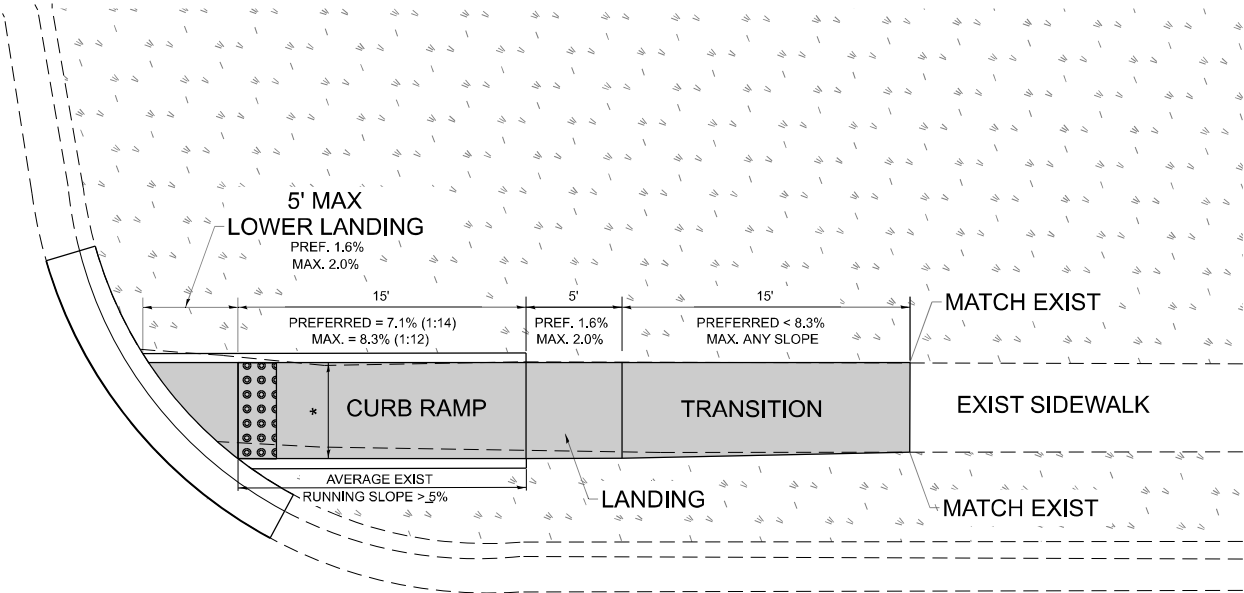 5' MAX
LOWER LANDING
PREF. 1.6%
MAX. 2.0%
15'
PREFERRED = 7.1% (1:14)
MAX. = 8.3% (1:12)
5'
PREF. 1.6%
MAX. 2.0%
15'
PREFERRED < 8.3%
MAX. ANY SLOPE
MATCH EXIST
*
CURB RAMP
TRANSITION
EXIST SIDEWALK
AVERAGE EXIST
RUNNING SLOPE > 5%
LANDING
MATCH EXIST